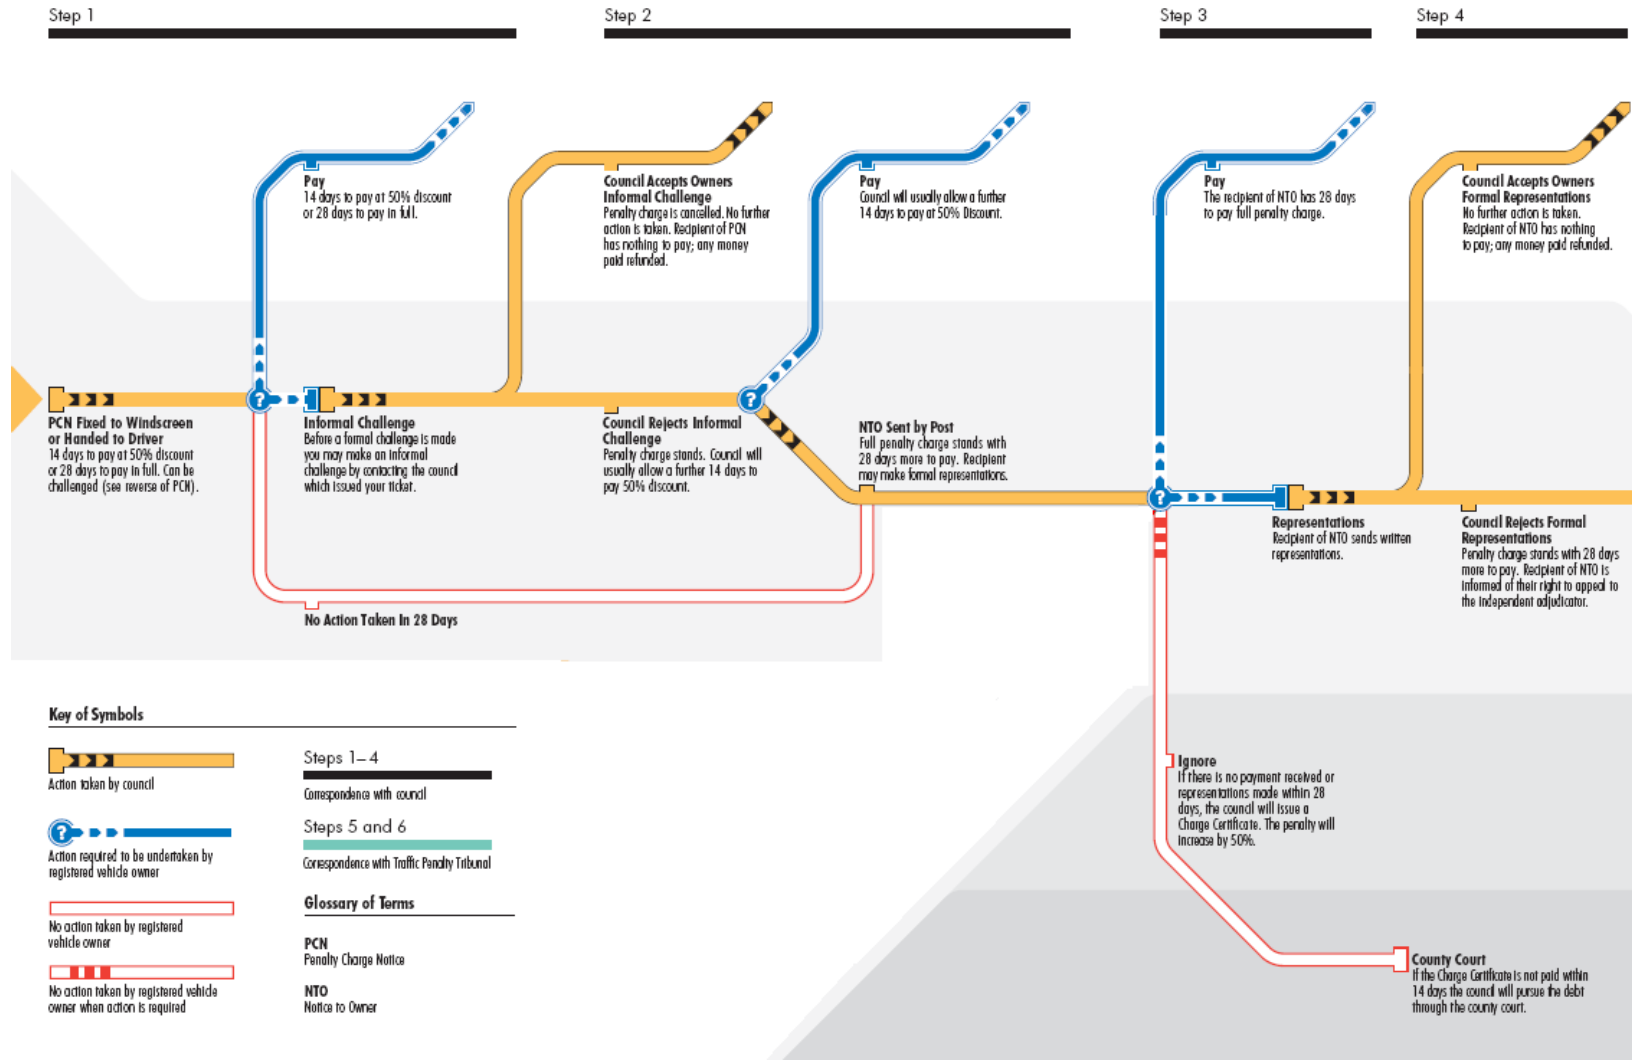 Step 1
Step 2
Step 3
Step 4
Pay
14 days to pay at 50% discount
or 28 days to pay in full.
Council Accepts Owners
Informal Challenge
Penalty charge is cancelled. No further
action is taken. Recipient of PCN
has nothing to pay; any money
paid refunded.
Pay
Council will usually allow a further
14 days to pay at 50% Discount.
Pay
The recipient of NTO has 28 days
to pay full penalty charge.
Council Accepts Owners
Formal Representations
No further action is taken.
Recipient of NTO has nothing
to pay; any money paid refunded.
?
?
PCN Fixed to Windscreen
or Handed to Driver
14 days to pay at 50% discount
or 28 days to pay in full. Can be
challenged (see reverse of PCN).
Informal Challenge
Before a formal challenge is made
you may make an informal
challenge by contacting the council
which issued your ticket.
Council Rejects Informal
Challenge
Penalty charge stands. Council will
usually allow a further 14 days to
pay 50% discount.
NTO Sent by Post
Full penalty charge stands with
28 days more to pay. Recipient
may make formal representations.
?
Representations
Recipient of NTO sends written
representations.
Council Rejects Formal
Representations
Penalty charge stands with 28 days
more to pay. Recipient of NTO is
informed of their right to appeal to
the independent adjudicator.
No Action Taken In 28 Days
Ignore
If there is no payment received or
representations made within 28
days, the council will issue a
Charge Certificate. The penalty will
increase by 50%.
County Court
If the Charge Certificate is not paid within
14 days the council will pursue the debt
through the county court.
Key of Symbols
Action taken by council
?
Action required to be undertaken by
registered vehicle owner
No action taken by registered
vehicle owner
No action taken by registered vehicle
owner when action is required
Steps 1–4
Correspondence with council
Steps 5 and 6
Correspondence with Traffic Penalty Tribunal
Glossary of Terms
PCN
Penalty Charge Notice
NTO
Notice to Owner